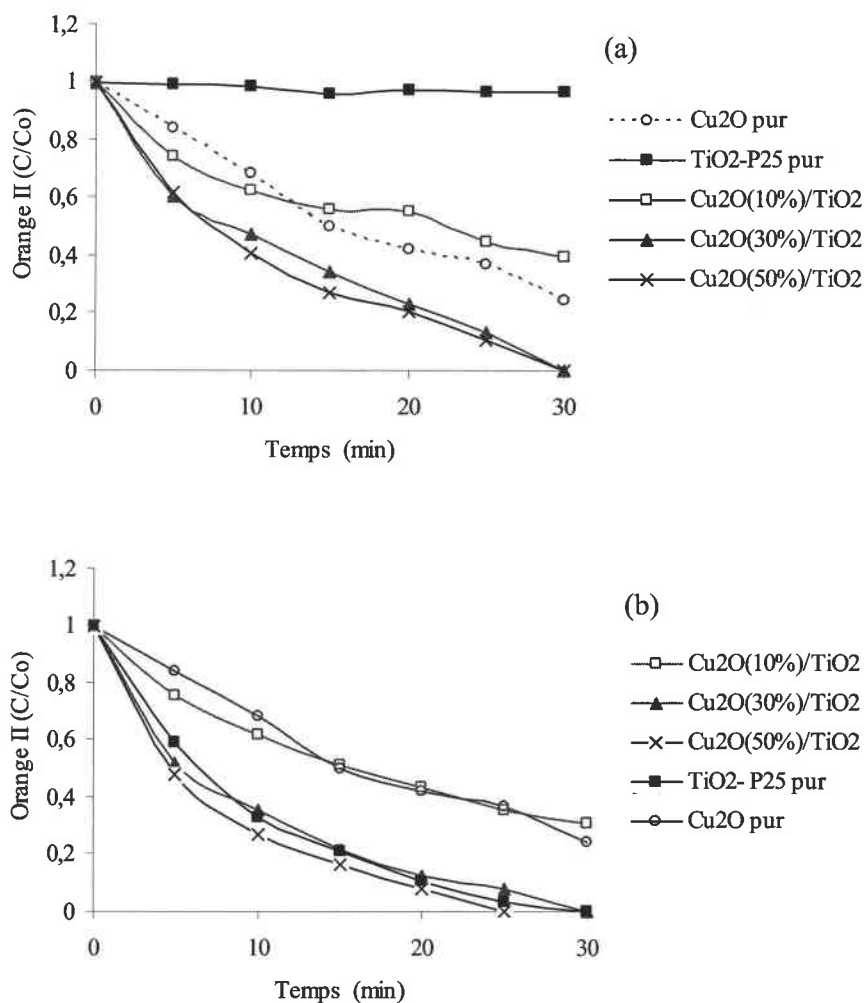 (a)
Orange II (C/Co)
1,2
1
0,8
0,6
0,4
0,2
0
0 10 20 30
Temps (min)
Cu2O pur
TiO2-P25 pur
Cu2O(10%)/TiO2
Cu2O(30%)/TiO2
Cu2O(50%)/TiO2
(b)
Orange II (C/Co)
1,2
1
0,8
0,6
0,4
0,2
0
0 10 20 30
Temps (min)
Cu2O(10%)/TiO2
Cu2O(30%)/TiO2
Cu2O(50%)/TiO2
TiO2- P25 pur
Cu2O pur